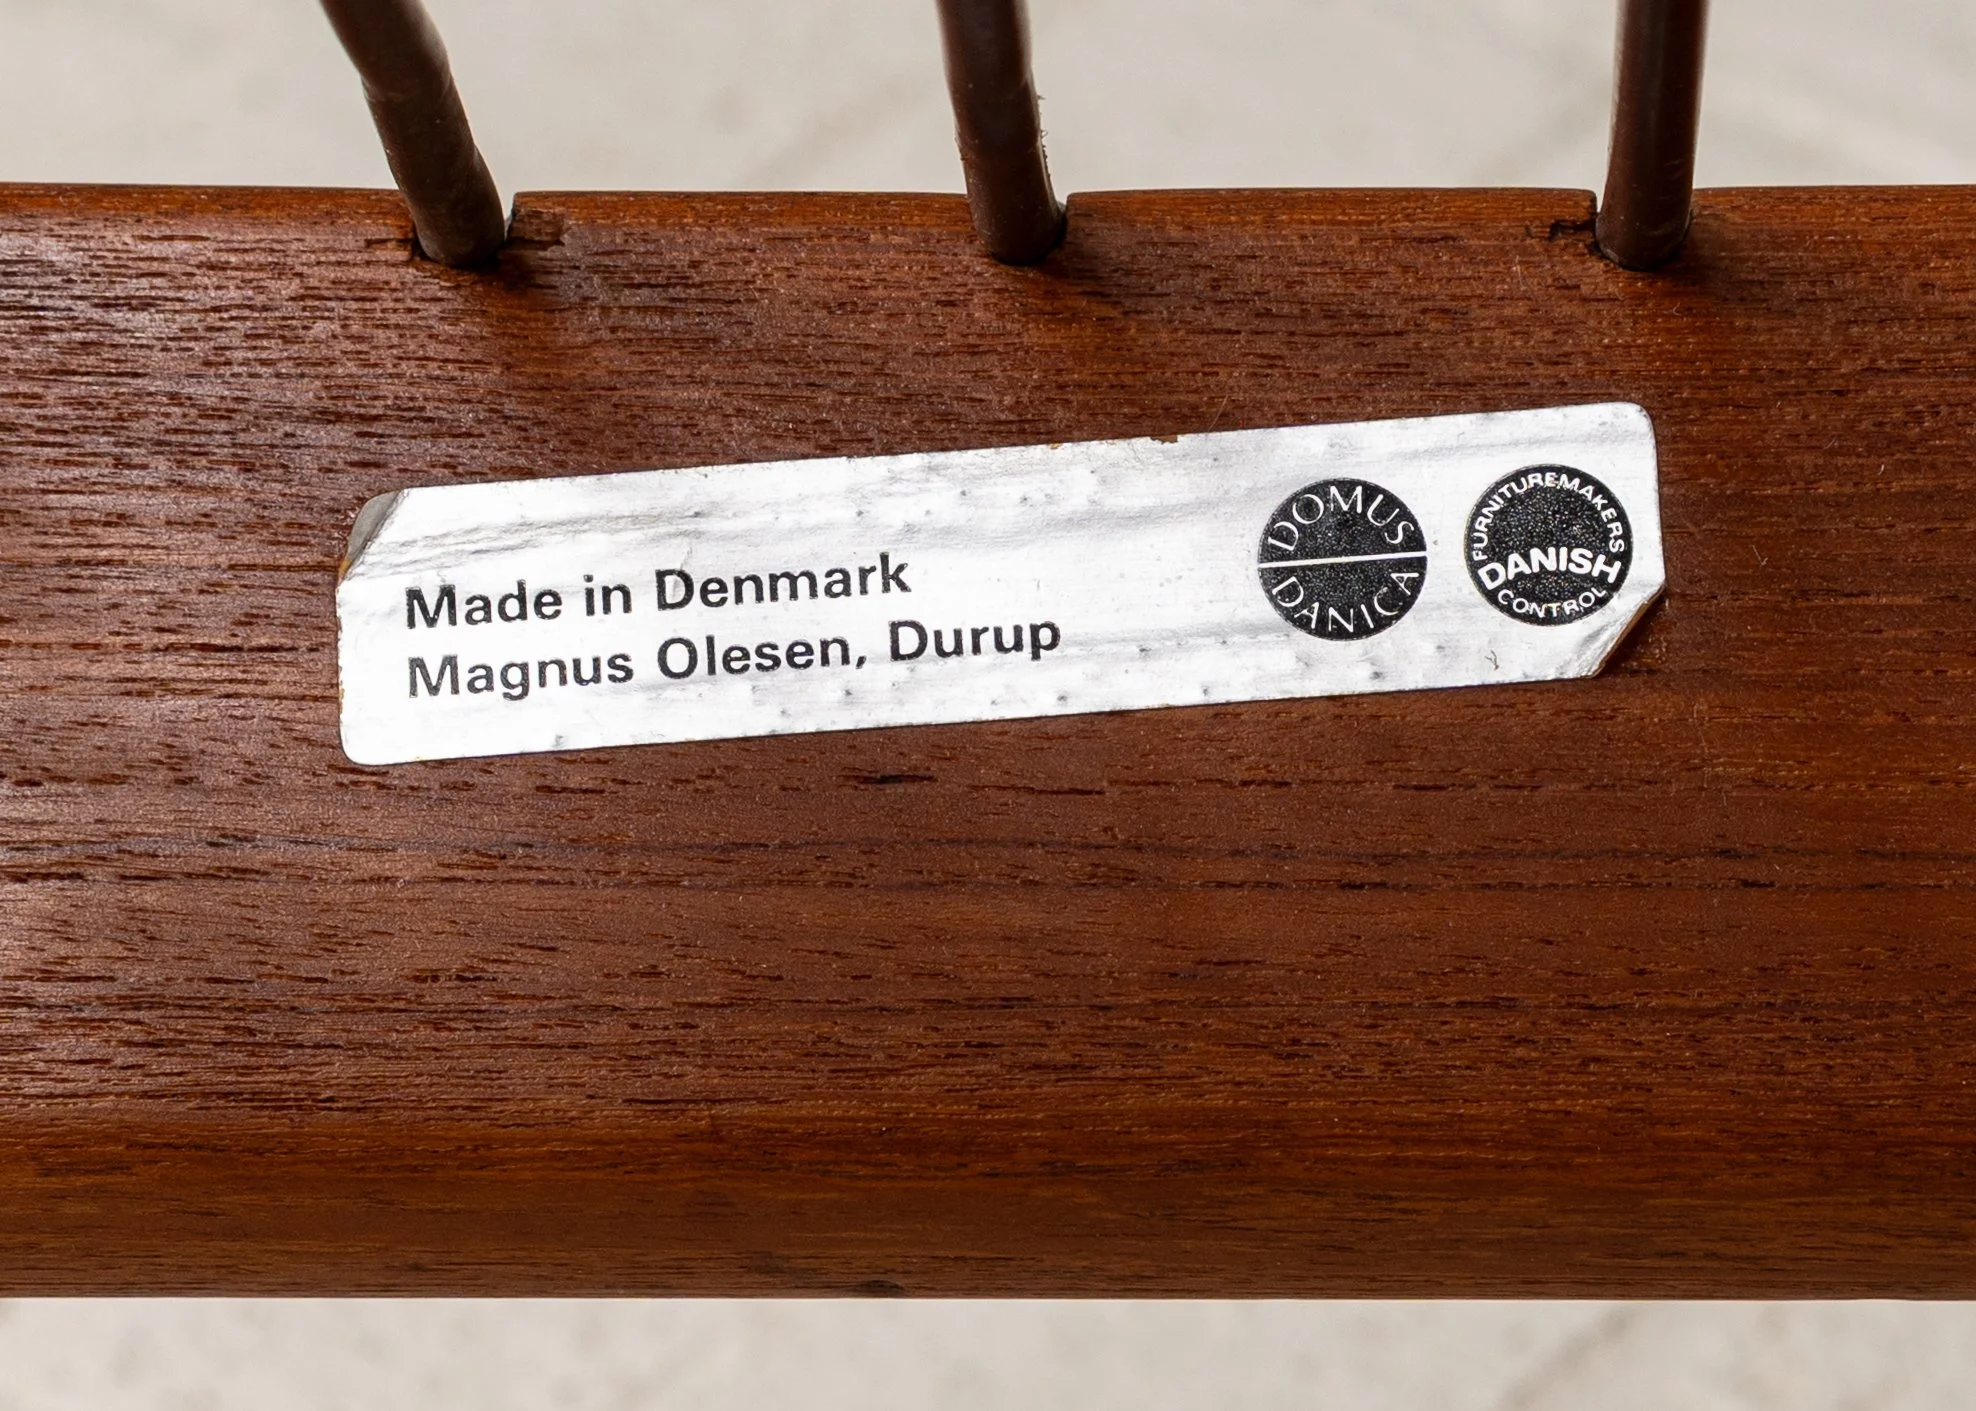 Made in Denmark
Magnus Olesen, Durup
DOMUS
DANICA
FURNITUREMAKERS
DANISH
CONTROL